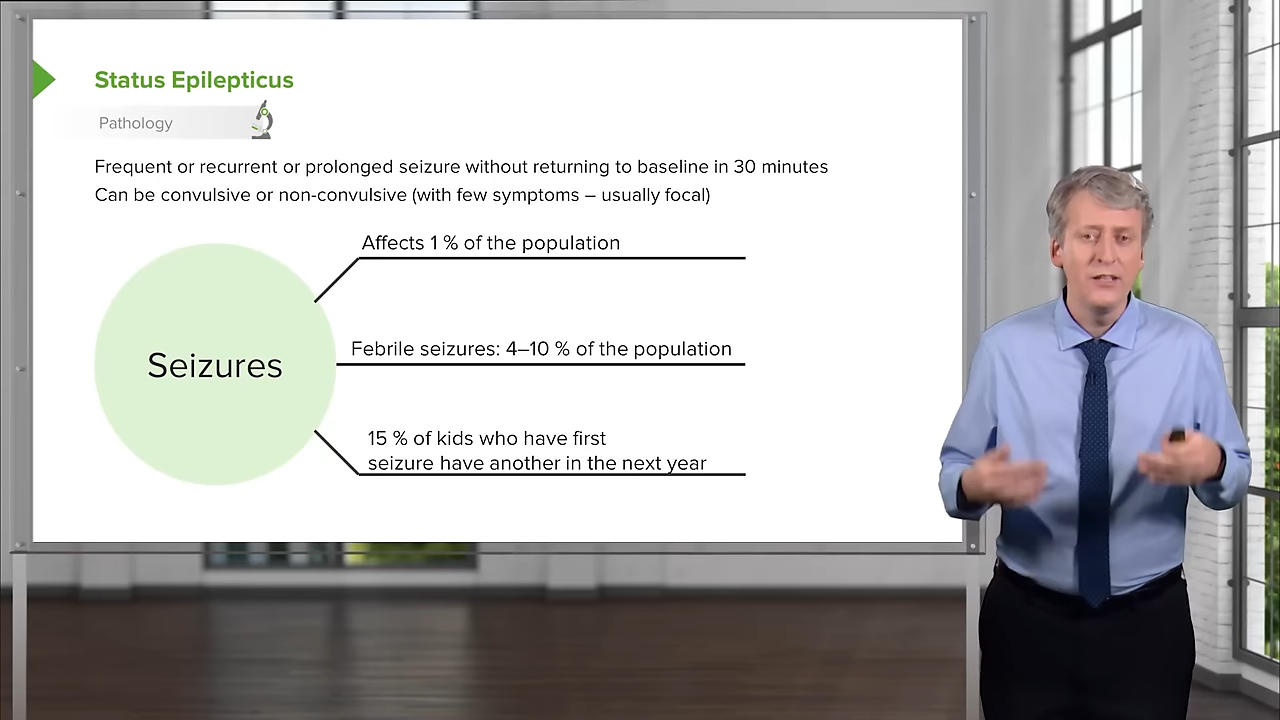 Status Epilepticus
Pathology
Frequent or recurrent or prolonged seizure without returning to baseline in 30 minutes
Can be convulsive or non-convulsive (with few symptoms – usually focal)
Affects 1 % of the population
Seizures
Febrile seizures: 4–10 % of the population
15 % of kids who have first
seizure have another in the next year